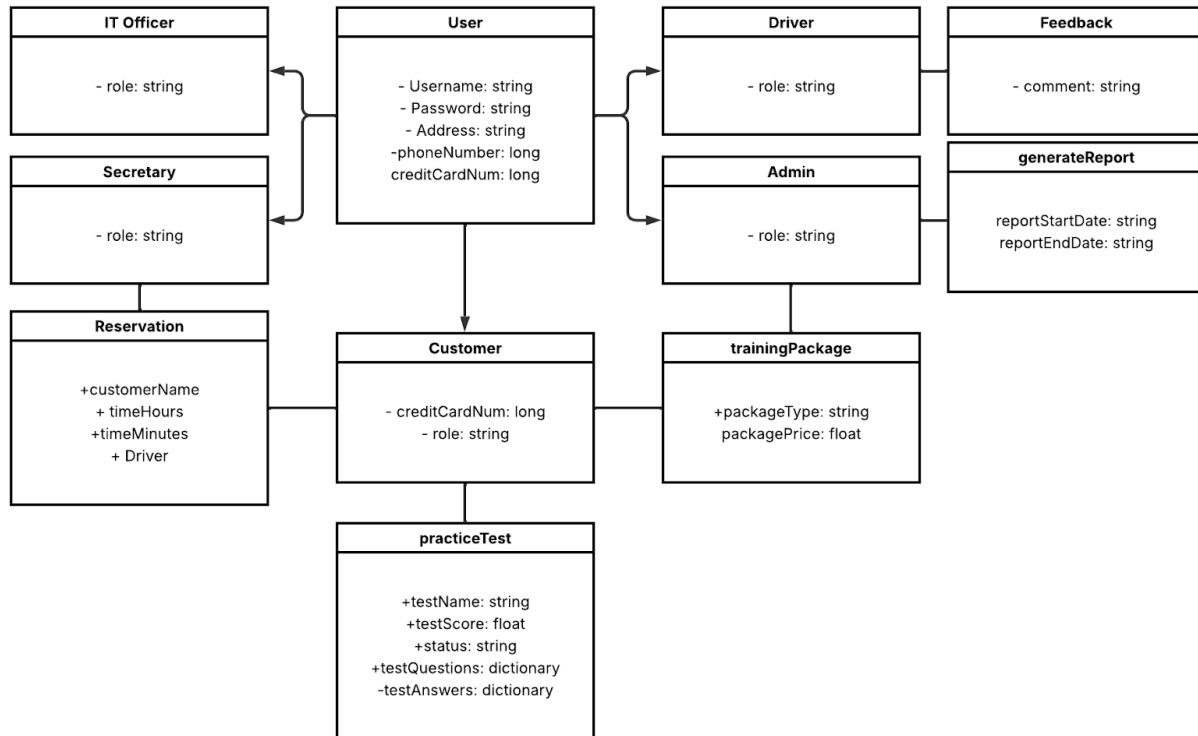 IT Officer
- role: string
User
- Username: string
- Password: string
- Address: string
-phoneNumber: long
creditCardNum: long
Driver
- role: string
Feedback
- comment: string
Secretary
- role: string
Admin
- role: string
generateReport
reportStartDate: string
reportEndDate: string
Reservation
+customerName
+ timeHours
+timeMinutes
+ Driver
Customer
- creditCardNum: long
- role: string
trainingPackage
+packageType: string
packagePrice: float
practiceTest
+testName: string
+testScore: float
+status: string
+testQuestions: dictionary
-testAnswers: dictionary